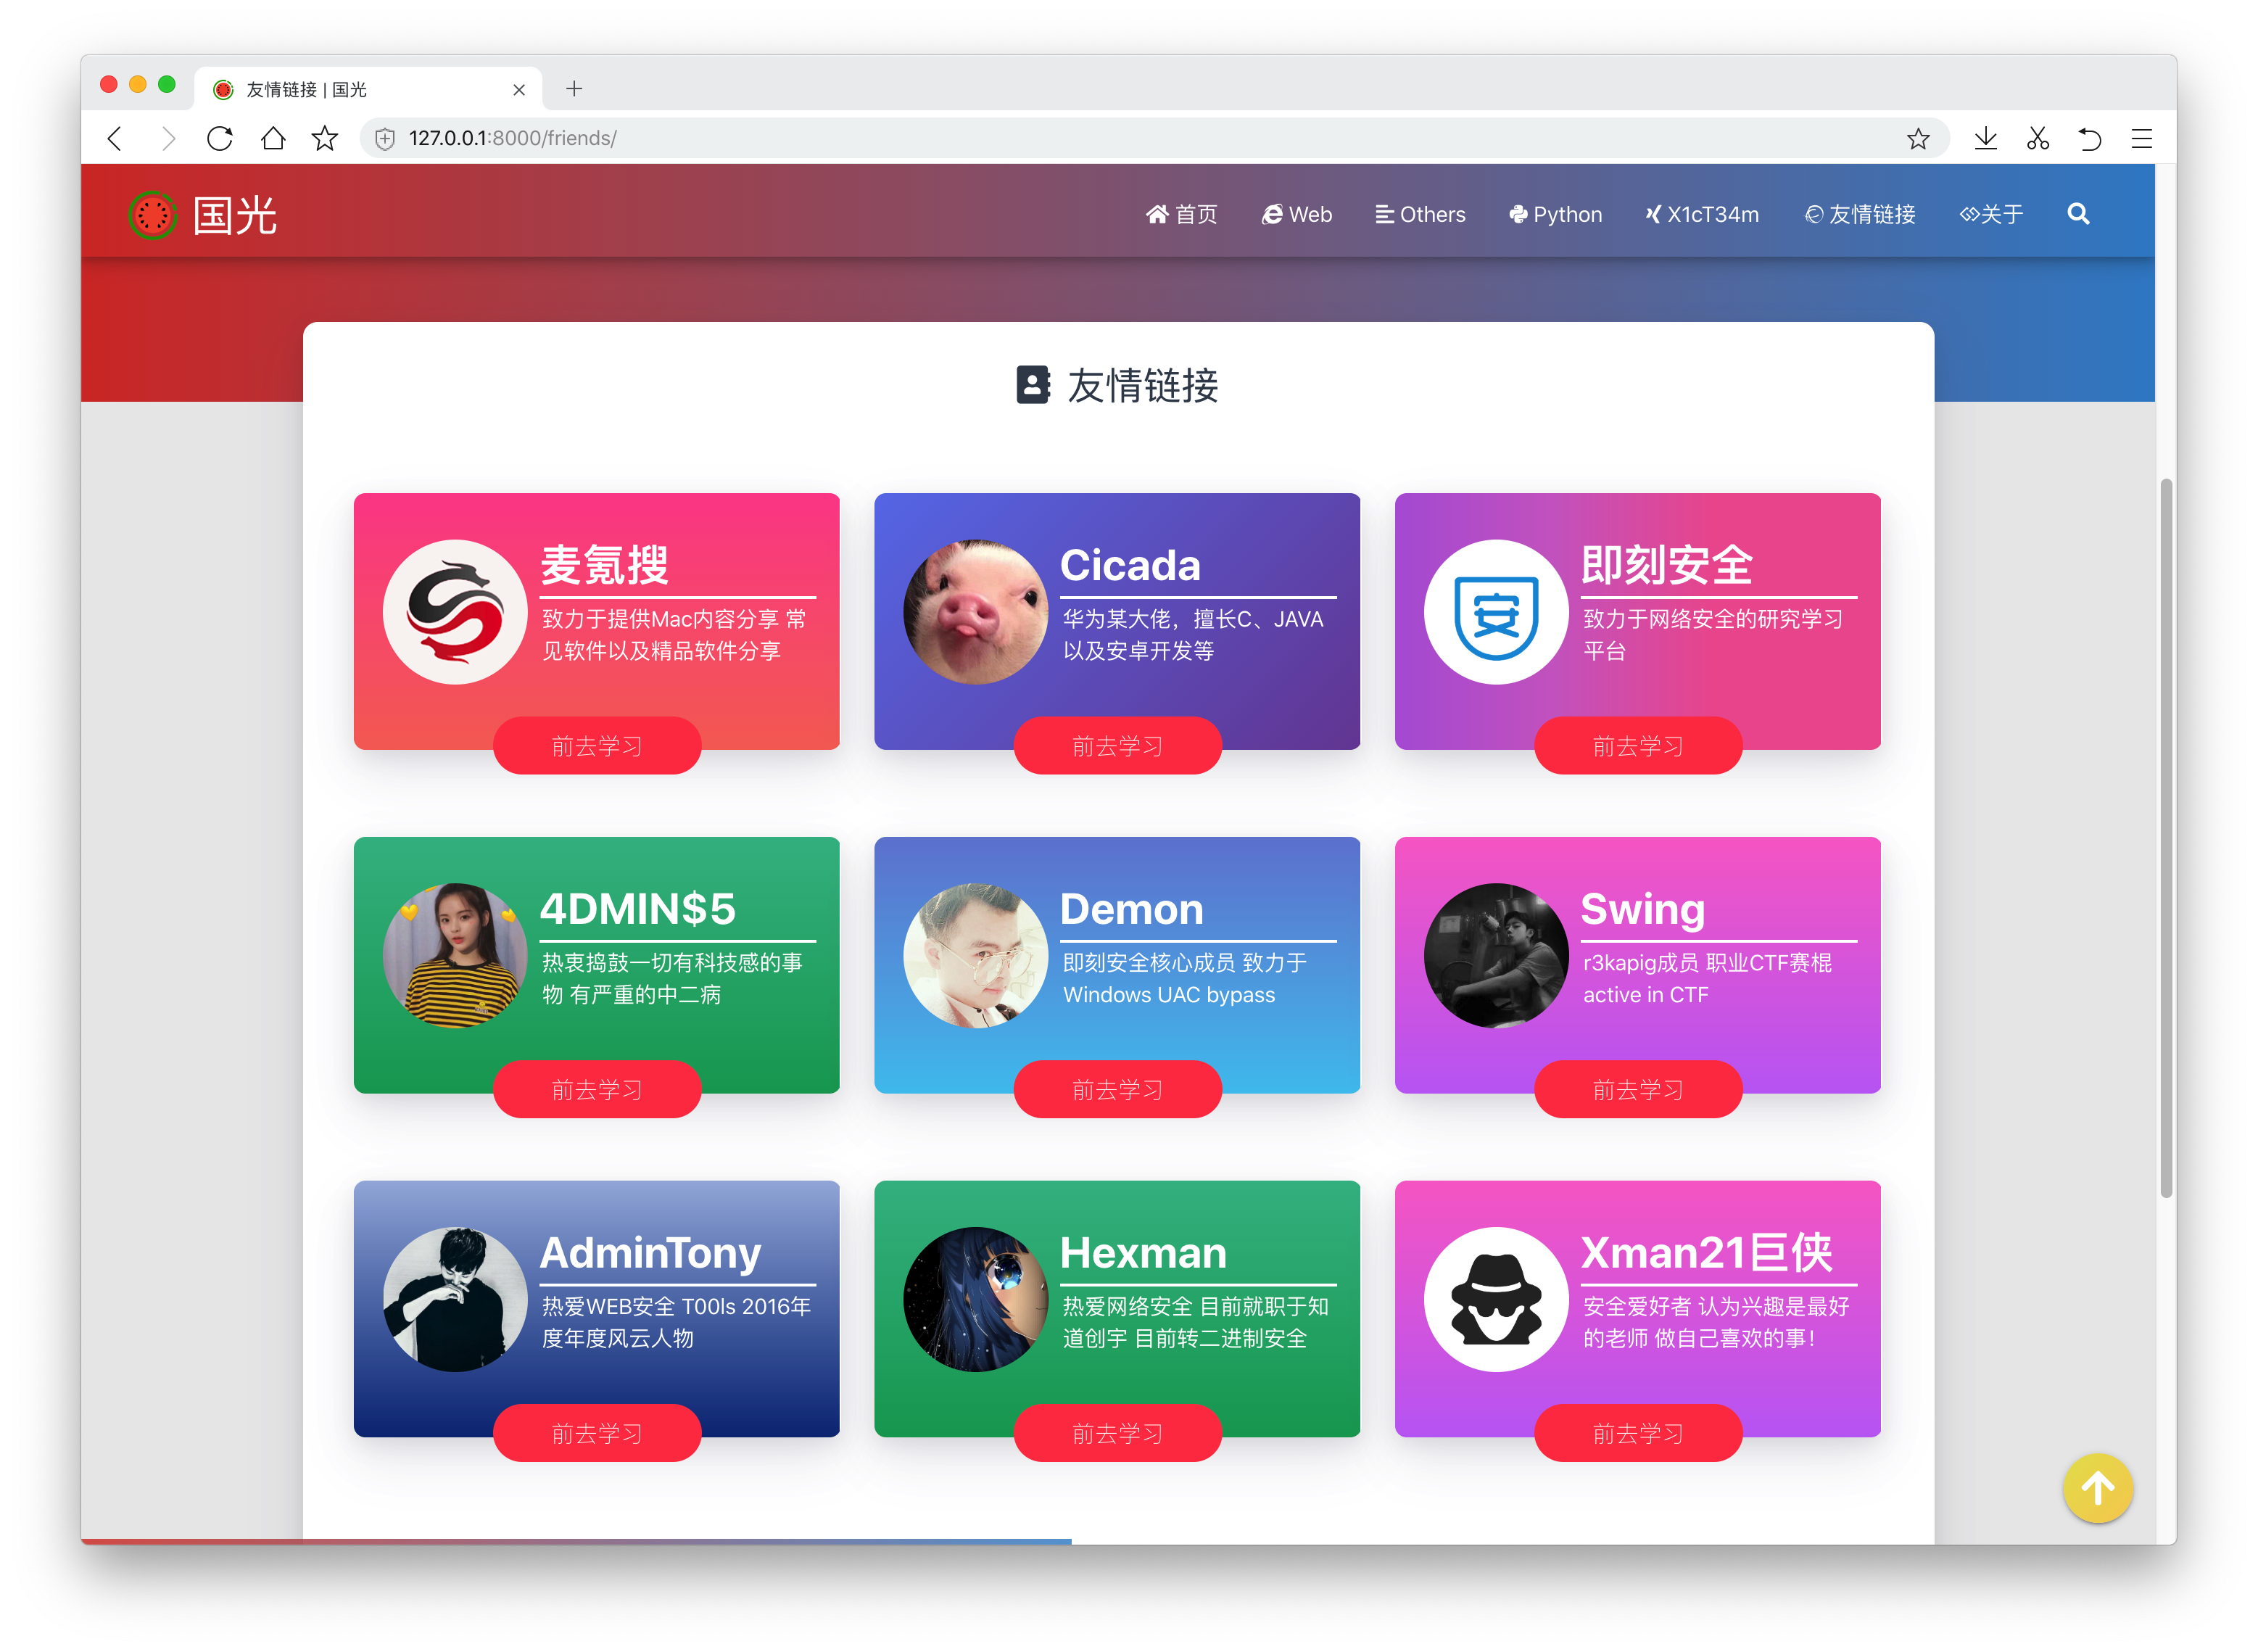 友情链接 | 国光
127.0.0.1:8000/friends/
国光
首页 Web Others Python X1cT34m 友情链接 关于
友情链接
麦氪搜
致力于提供Mac内容分享 常
见软件以及精品软件分享
前去学习
Cicada
华为某大佬，擅长C、JAVA
以及安卓开发等
前去学习
即刻安全
致力于网络安全的研究学习
平台
前去学习
4DMIN$5
热衷捣鼓一切有科技感的事
物 有严重的中二病
前去学习
Demon
即刻安全核心成员 致力于
Windows UAC bypass
前去学习
Swing
r3kapig成员 职业CTF赛棍
active in CTF
前去学习
AdminTony
热爱WEB安全 T00ls 2016年
度年度风云人物
前去学习
Hexman
热爱网络安全 目前就职于知
道创宇 目前转二进制安全
前去学习
Xman21巨侠
安全爱好者 认为兴趣是最好
的老师 做自己喜欢的事！
前去学习